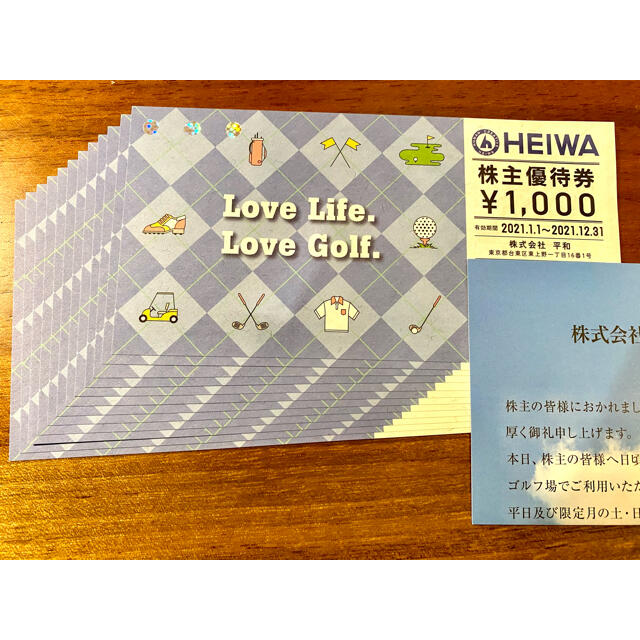 Love Life.
Love Golf.
HEIWA
株主優待券
¥1,000
有効期間 2021.1.1～2021.12.31
株式会社 平和
東京都台東区東上野一丁目16番1号
株式会社
株主の皆様におかれまし
厚く御礼申し上げます。
本日、株主の皆様へ日頃
ゴルフ場でご利用いただ
平日及び限定月の土・日